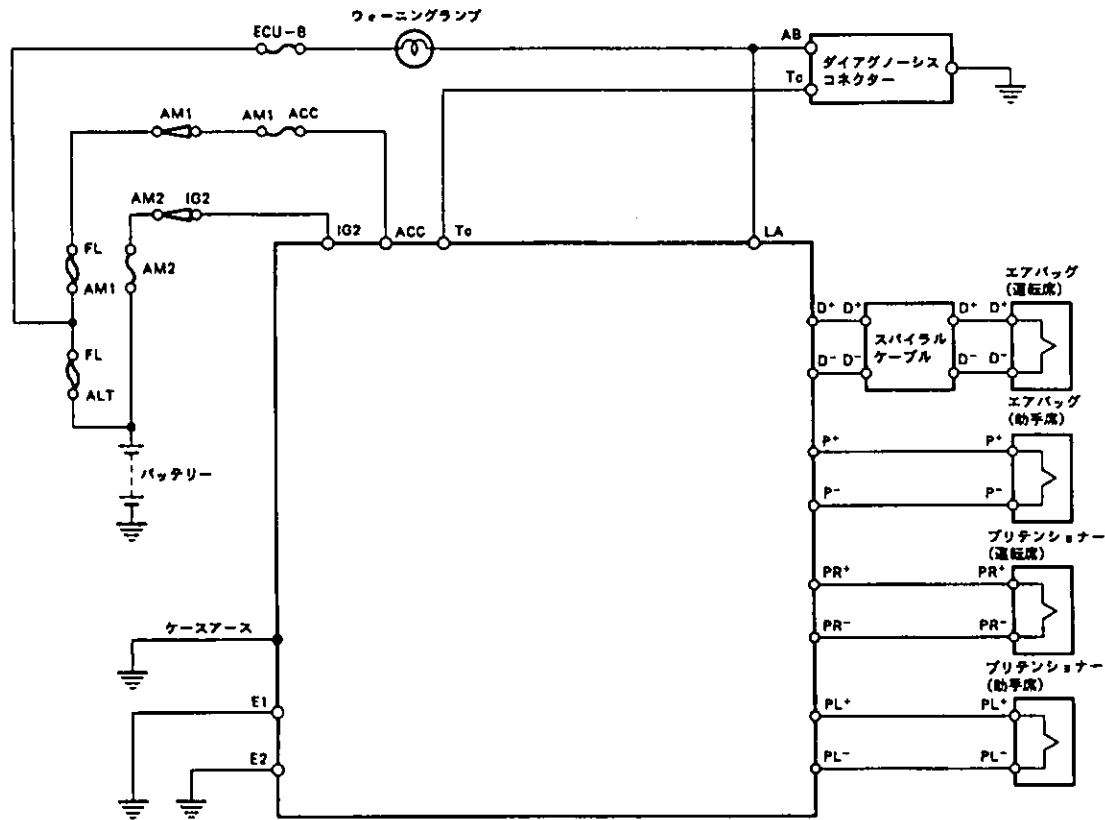 ウォーニングランプ
ECU-B
AB
ダイアグノーシス
コネクター
Tc
AM1
AM1 ACC
AM2 IG2
IG2
ACC
Tc
LA
FL
AM1
AM2
FL
ALT
バッテリー
エアバッグ
(運転席)
D+ D+
D+ D+
スパイラル
ケーブル
D- D-
D- D-
エアバッグ
(助手席)
P+
P+
P-
P-
プリテンショナー
(運転席)
PR+
PR+
PR-
PR-
プリテンショナー
(助手席)
PL+
PL+
PL-
PL-
ケースアース
E1
E2